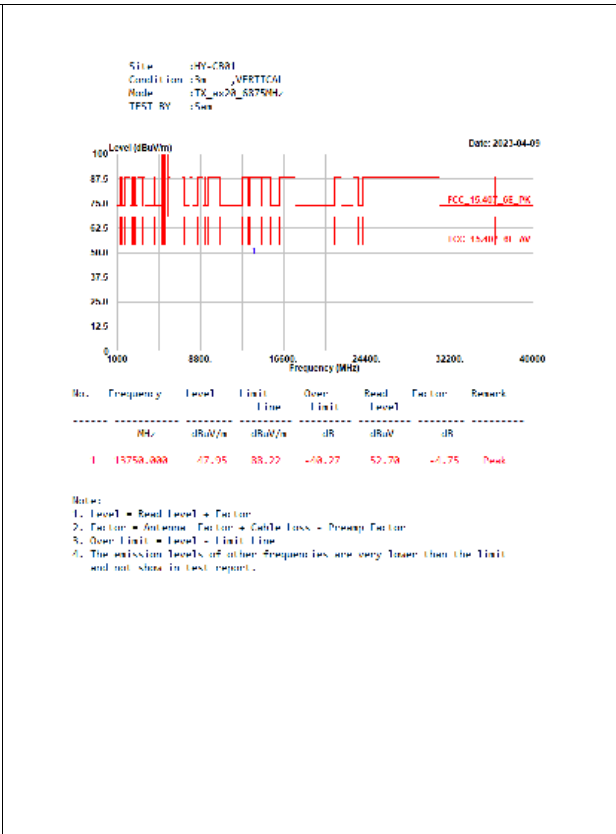 Site :HY-CB01
Condition :3m ,VERTICAL
Mode :TX_ax20_6875MHz
TEST BY :Sam
Level (dBuV/m)
Date: 2023-04-09
100
87.5
75.0
FCC_15.407_6E_PK
62.5
FCC_15.407_6E_AV
50.0
37.5
25.0
12.5
0
1000 8800. 16600. 24400. 32200. 40000
Frequency (MHz)
No. Frequency Level Limit Over Read Factor Remark
Line Limit Level
MHz dBuV/m dBuV/m dB dBuV dB
1 13750.000 47.95 88.22 -40.27 52.70 -4.75 Peak
Note:
1. Level = Read Level + Factor
2. Factor = Antenna Factor + Cable Loss - Preamp Factor
3. Over Limit = Level - Limit Line
4. The emission levels of other frequencies are very lower than the limit
and not show in test report.